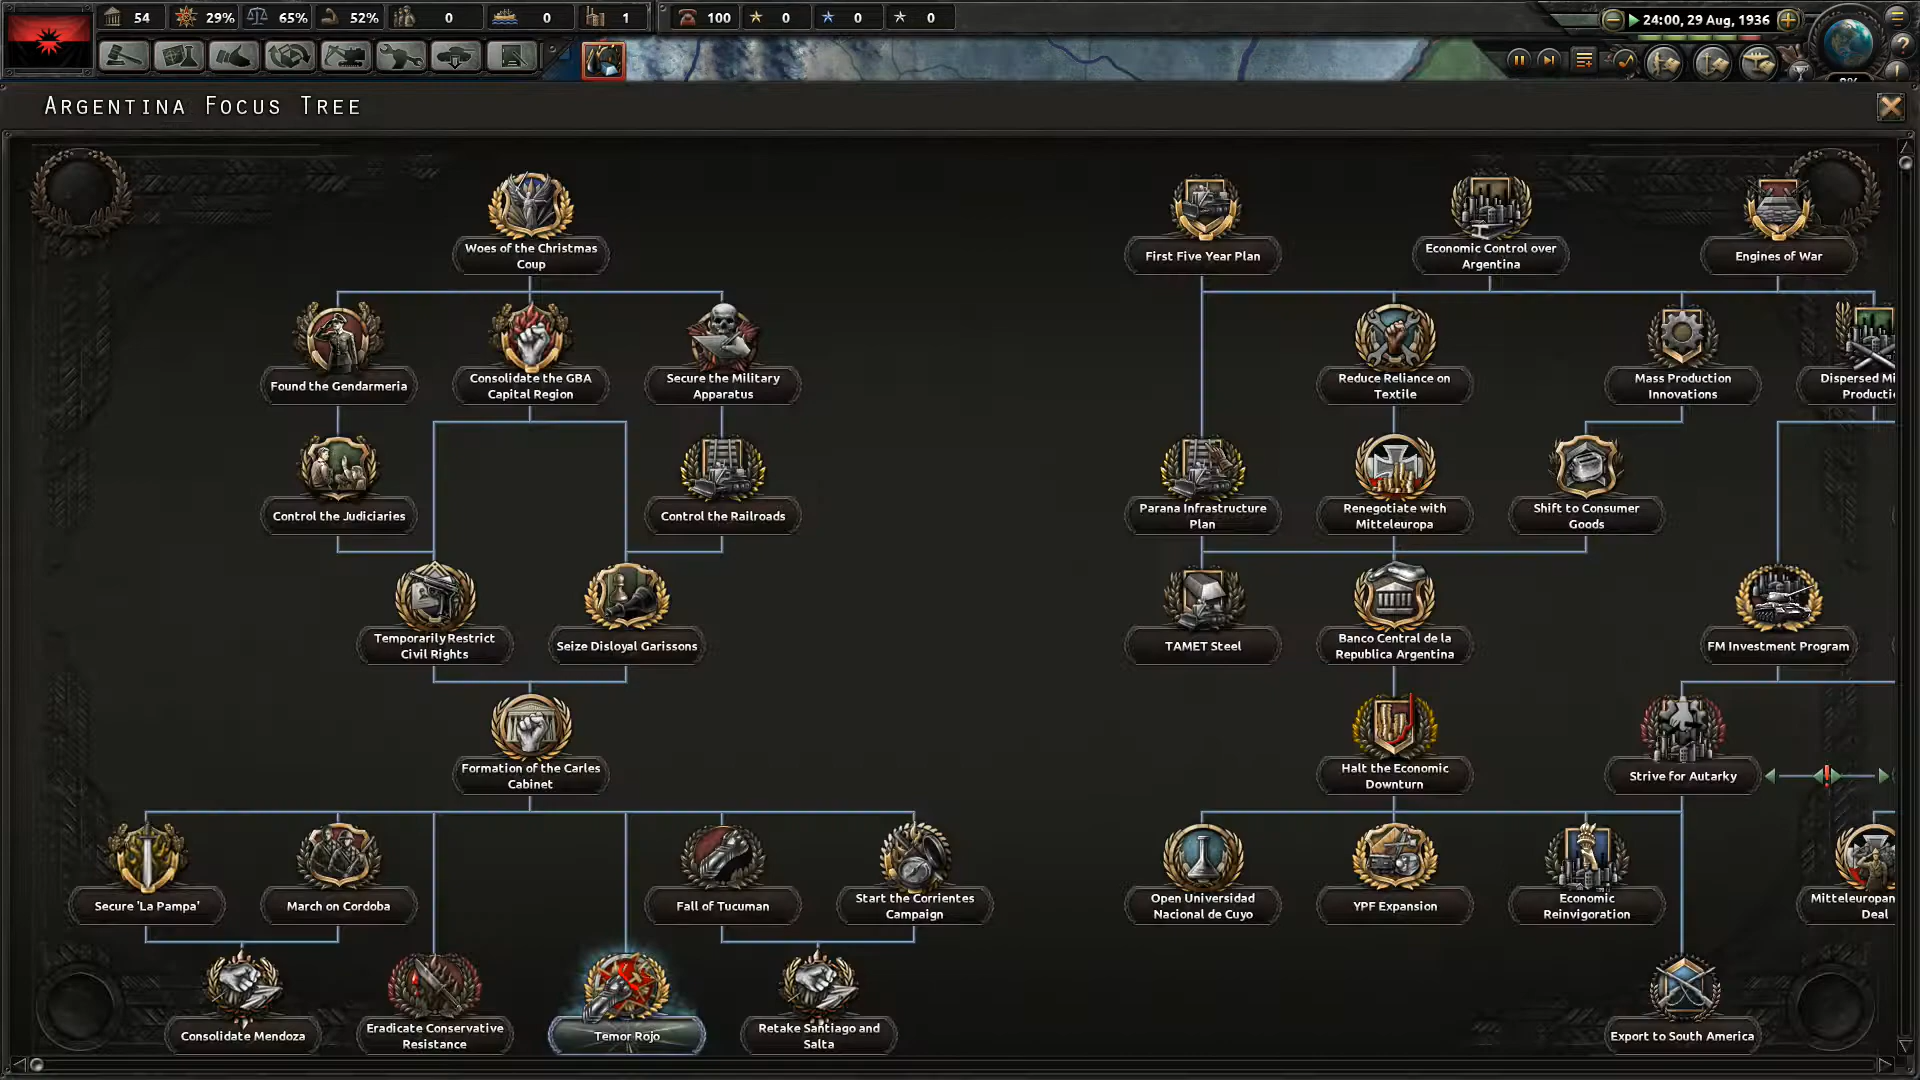 54
29%
65%
52%
0
0
1
100
0
0
0
24:00, 29 Aug, 1936
ARGENTINA FOCUS TREE
Woes of the Christmas
Coup
First Five Year Plan
Economic Control over
Argentina
Engines of War
Found the Gendarmeria
Consolidate the GBA
Capital Region
Secure the Military
Apparatus
Reduce Reliance on
Textile
Mass Production
Innovations
Dispersed Mi
Producti
Control the Judiciaries
Control the Railroads
Parana Infrastructure
Plan
Renegotiate with
Mitteleuropa
Shift to Consumer
Goods
Temporarily Restrict
Civil Rights
Seize Disloyal Garissons
TAMET Steel
Banco Central de la
Republica Argentina
FM Investment Program
Formation of the Carles
Cabinet
Halt the Economic
Downturn
Strive for Autarky
Secure 'La Pampa'
March on Cordoba
Fall of Tucuman
Start the Corrientes
Campaign
Open Universidad
Nacional de Cuyo
YPF Expansion
Economic
Reinvigoration
Mitteleuropan
Deal
Consolidate Mendoza
Eradicate Conservative
Resistance
Temor Rojo
Retake Santiago and
Salta
Export to South America